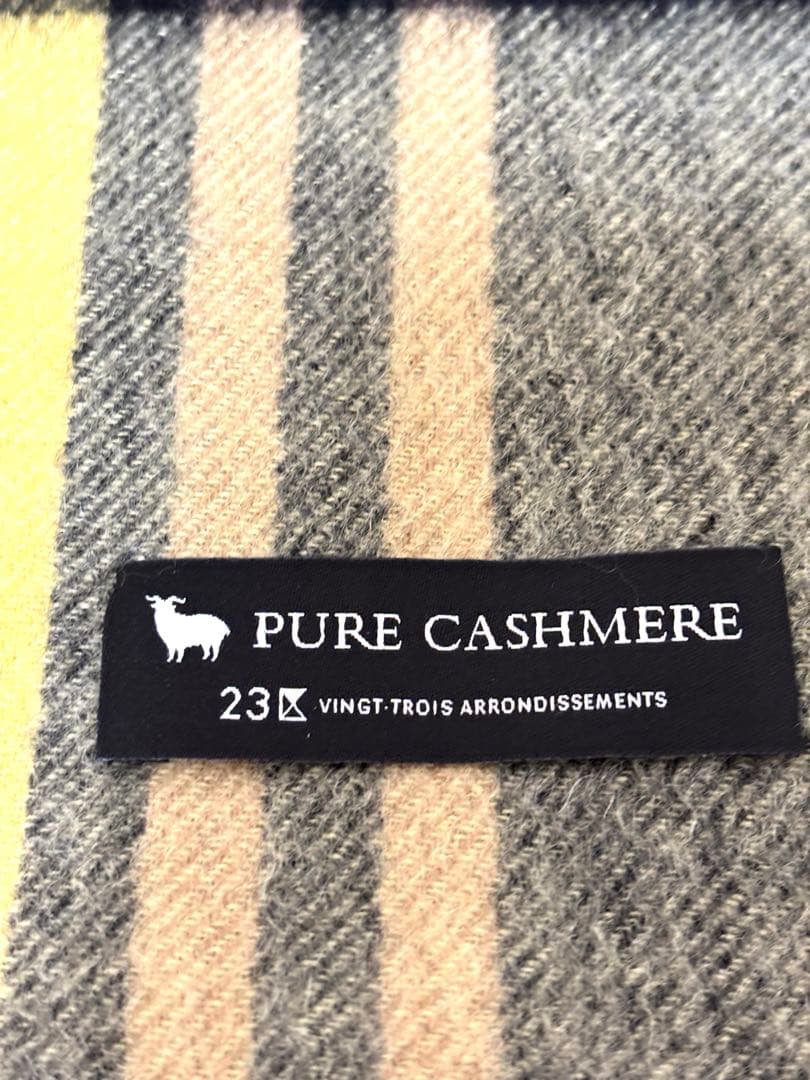 PURE CASHMERE
23 VINGT·TROIS ARRONDISSEMENTS